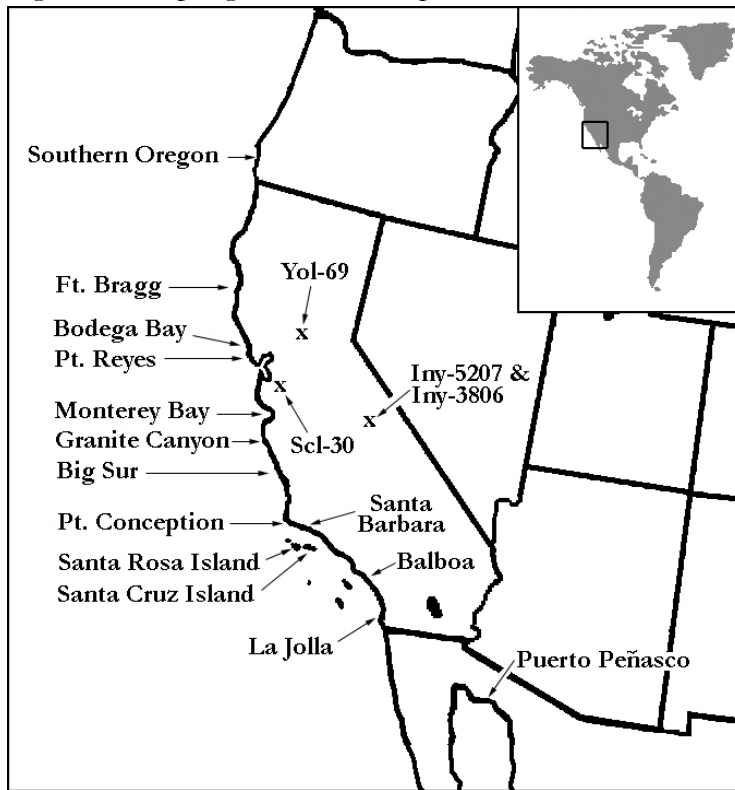 Southern Oregon
Yol-69
Ft. Bragg
Bodega Bay
Pt. Reyes
Iny-5207 &
Iny-3806
x
x
x
Monterey Bay
Granite Canyon
Scl-30
Big Sur
Santa
Barbara
Pt. Conception
Santa Rosa Island
Balboa
Santa Cruz Island
La Jolla
Puerto Peñasco